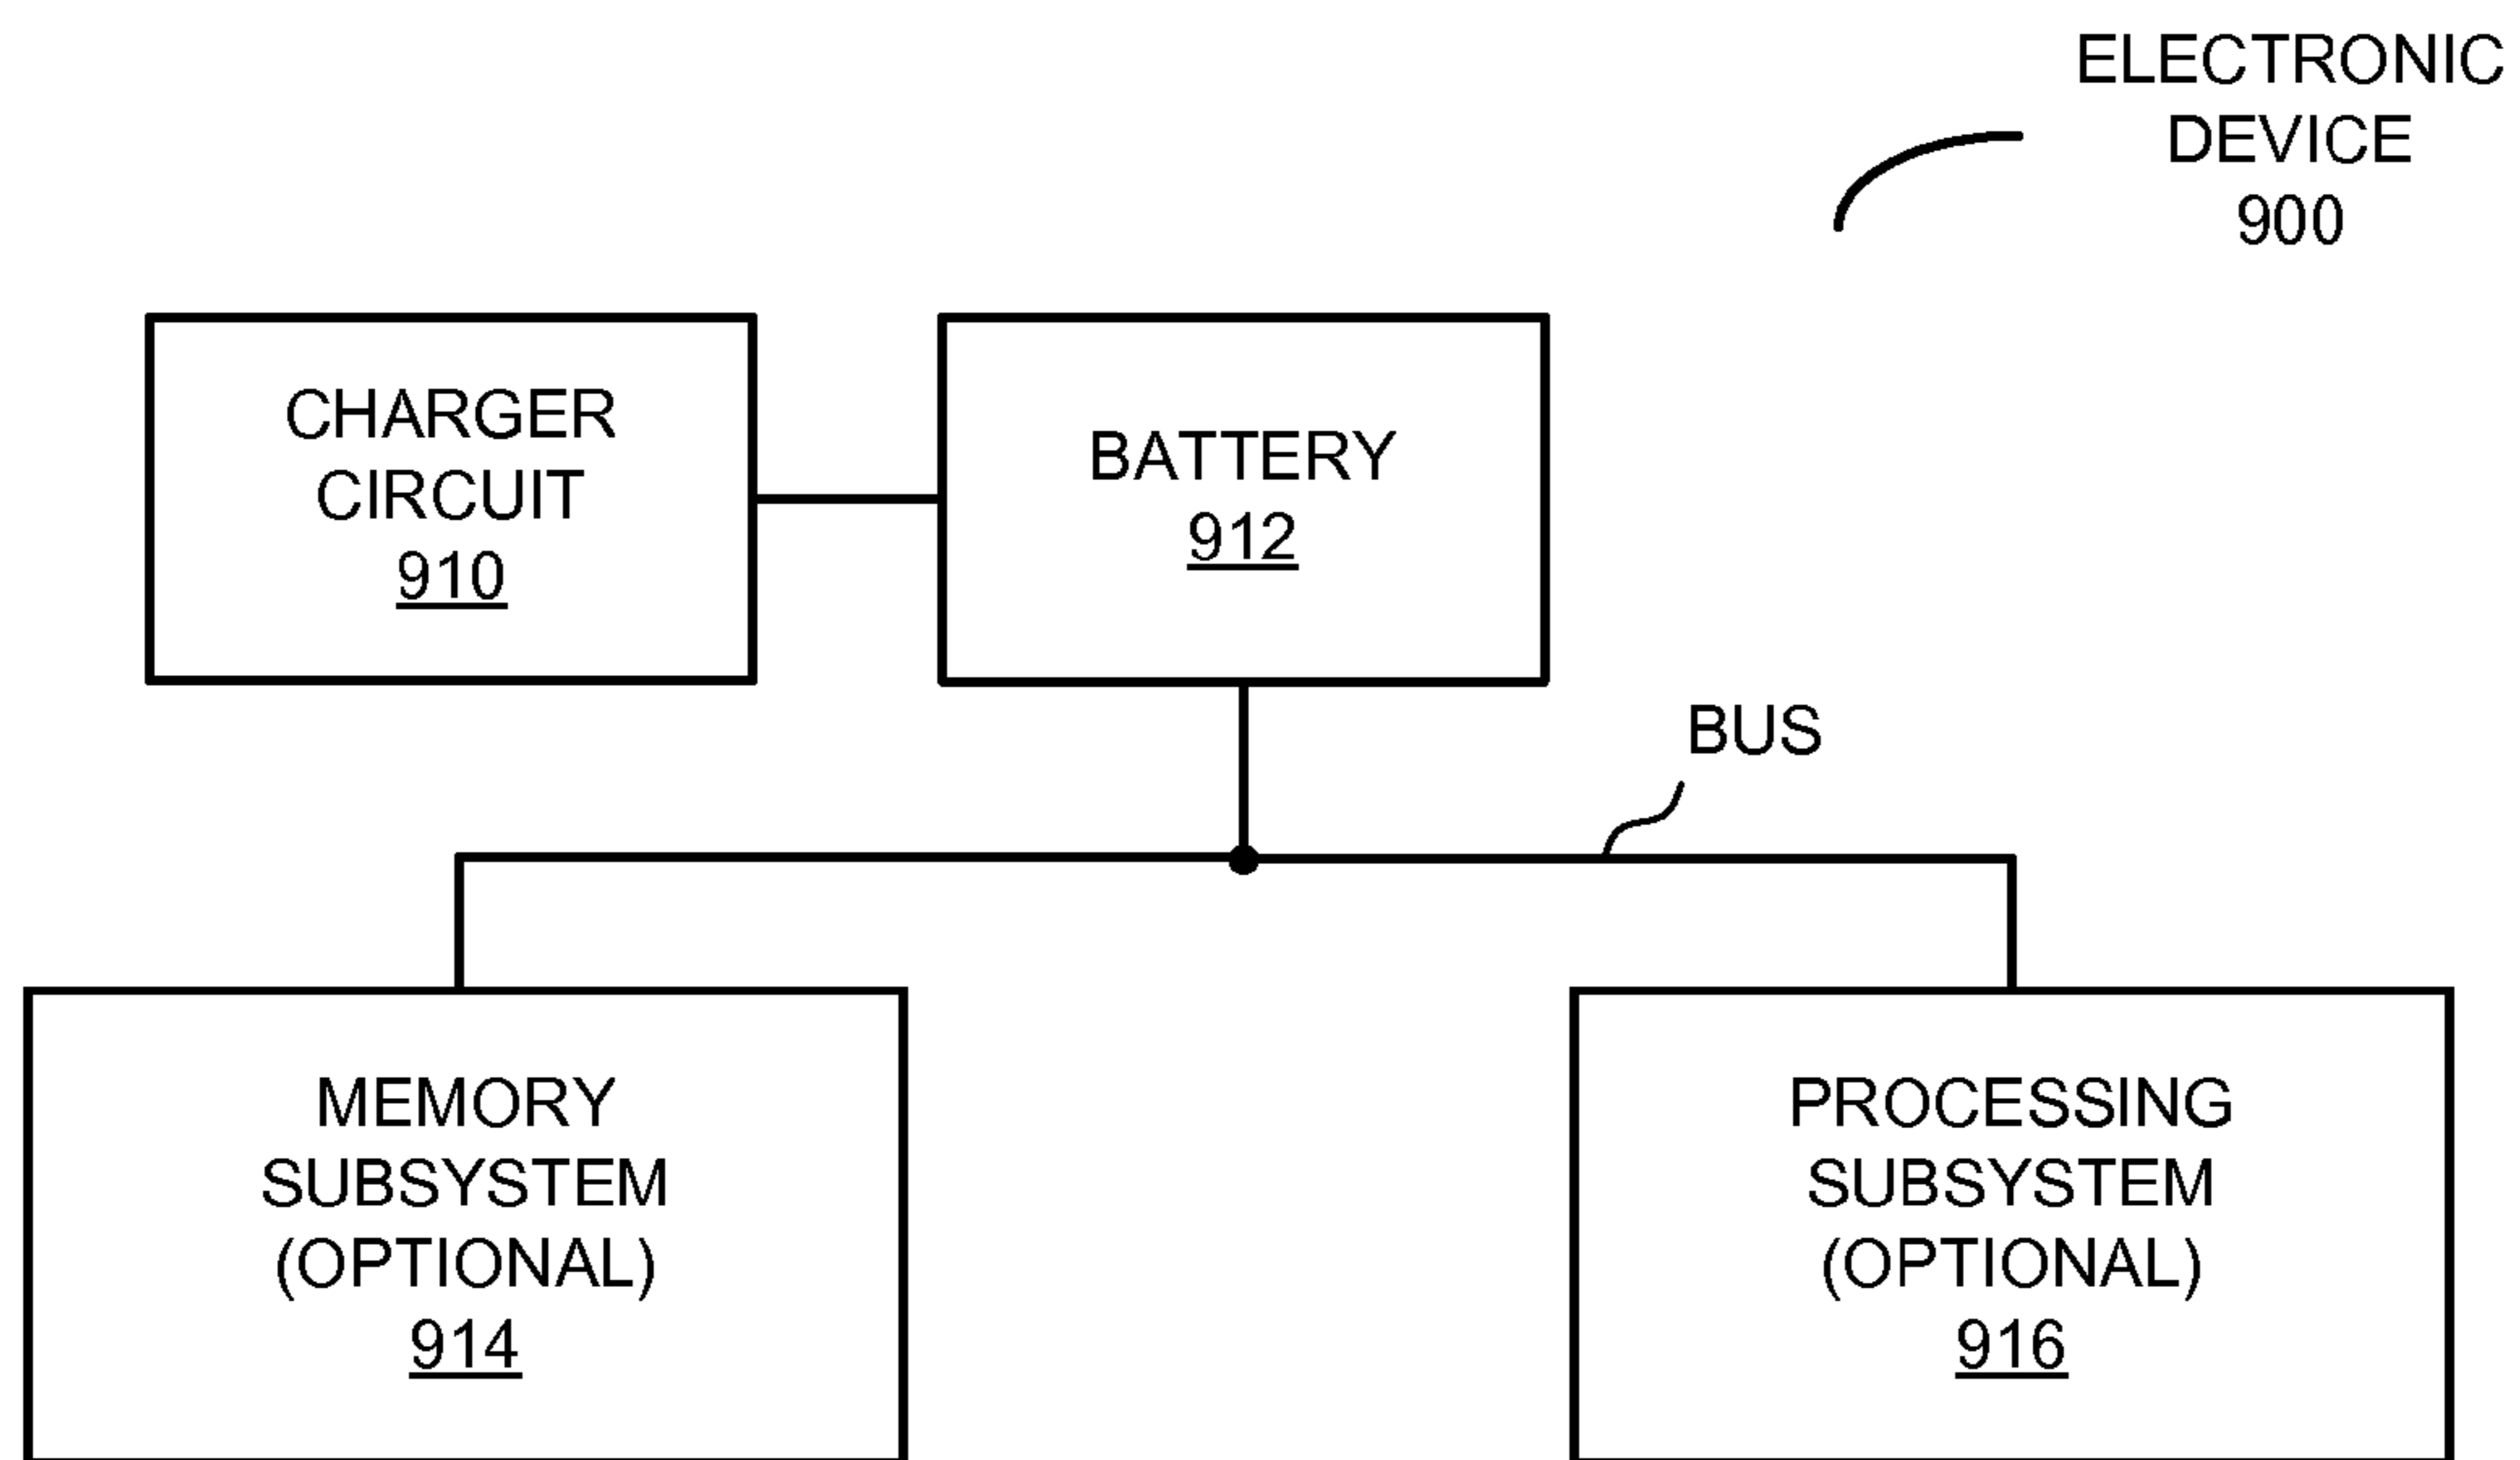 ELECTRONIC
DEVICE
900
CHARGER
CIRCUIT
910
BATTERY
912
BUS
MEMORY
SUBSYSTEM
(OPTIONAL)
914
PROCESSING
SUBSYSTEM
(OPTIONAL)
916